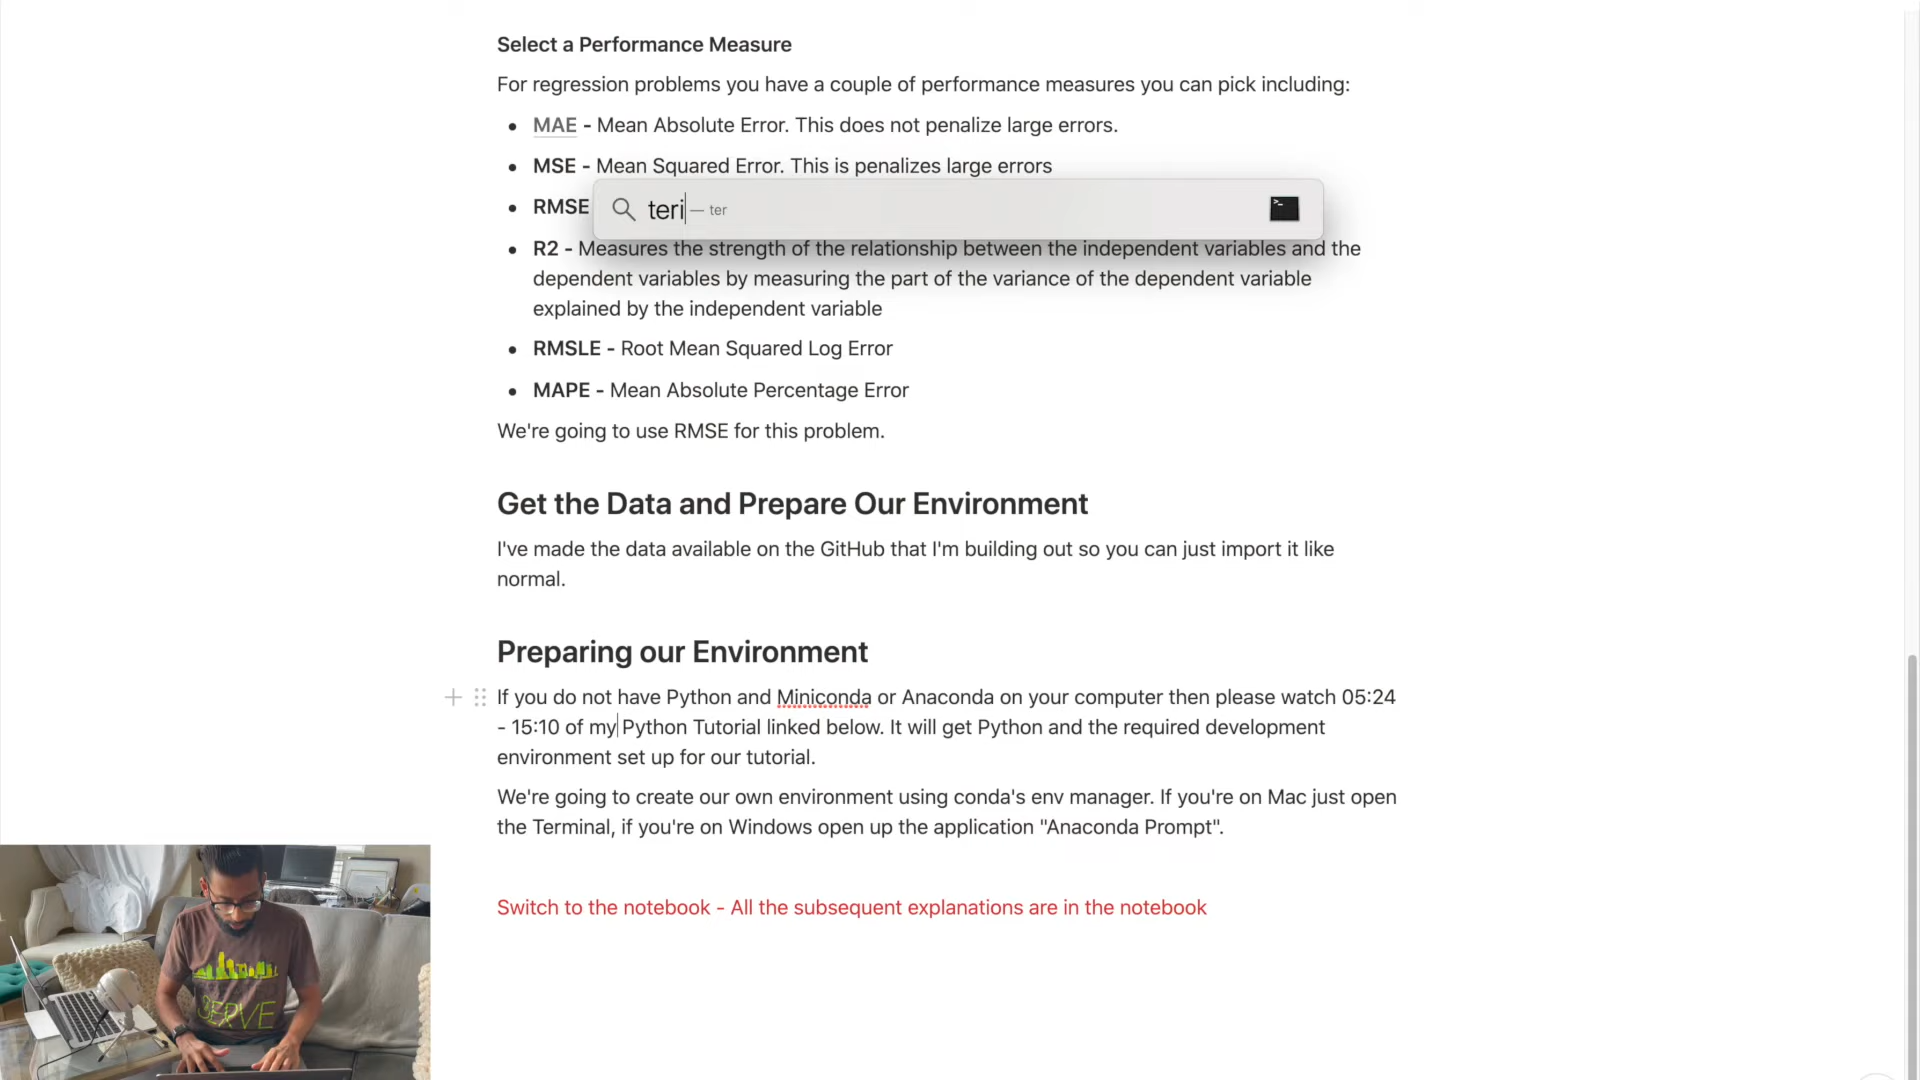 Select a Performance Measure
For regression problems you have a couple of performance measures you can pick including:
• MAE - Mean Absolute Error. This does not penalize large errors.
• MSE - Mean Squared Error. This is penalizes large errors
• RMSE
teri — ter
• R2 - Measures the strength of the relationship between the independent variables and the
dependent variables by measuring the part of the variance of the dependent variable
explained by the independent variable
• RMSLE - Root Mean Squared Log Error
• MAPE - Mean Absolute Percentage Error
We're going to use RMSE for this problem.
Get the Data and Prepare Our Environment
I've made the data available on the GitHub that I'm building out so you can just import it like
normal.
Preparing our Environment
If you do not have Python and Miniconda or Anaconda on your computer then please watch 05:24
- 15:10 of my Python Tutorial linked below. It will get Python and the required development
environment set up for our tutorial.
We're going to create our own environment using conda's env manager. If you're on Mac just open
the Terminal, if you're on Windows open up the application "Anaconda Prompt".
Switch to the notebook - All the subsequent explanations are in the notebook
SERVE